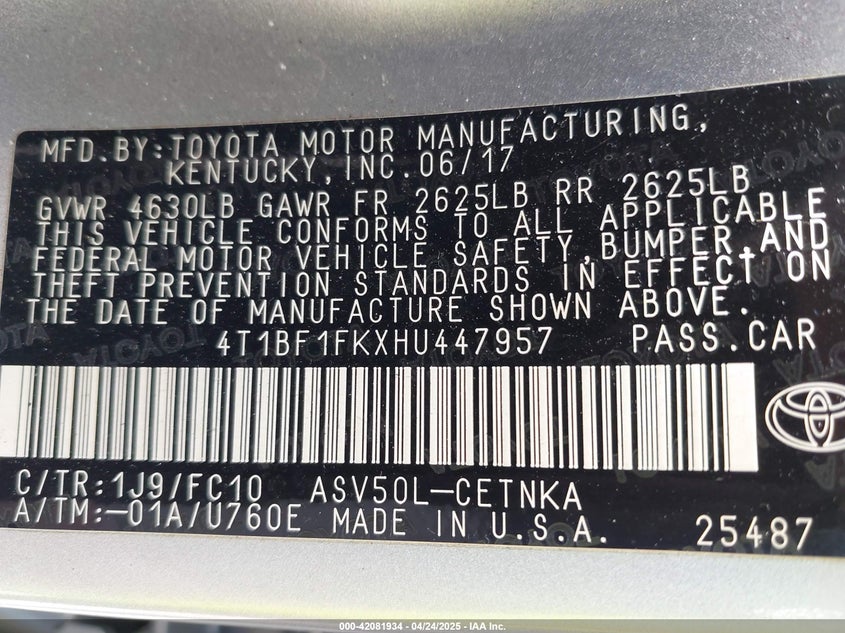 MFD.BY:TOYOTA MOTOR MANUFACTURING,
KENTUCKY,INC.06/17
GVWR 4630LB GAWR FR 2625LB RR 2625LB
THIS VEHICLE CONFORMS TO ALL APPLICABLE
FEDERAL MOTOR VEHICLE SAFETY,BUMPER,AND
THEFT PREVENTION STANDARDS IN EFFECT ON
THE DATE OF MANUFACTURE SHOWN ABOVE.
4T1BF1FKXHU447957 PASS.CAR
C/TR:1J9/FC10 ASV50L-CETNKA
A/TM:-01A/U760E MADE IN U.S.A. 25487
000-42081934 - 04/24/2025 - IAA Inc.